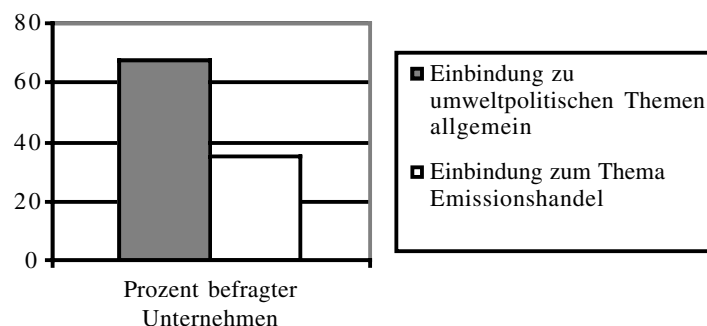 80
60
40
20
0
Prozent befragter
Unternehmen
Einbindung zu
umweltpolitischen Themen
allgemein
Einbindung zum Thema
Emissionshandel